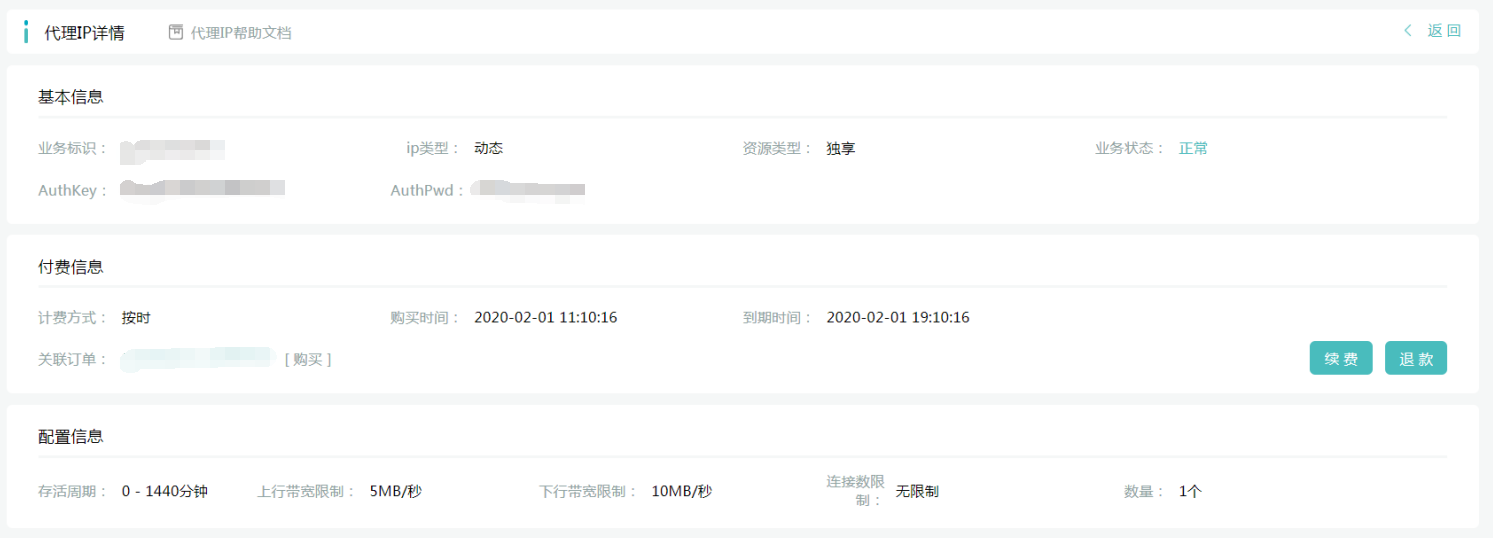 代理IP详情 代理IP帮助文档 返 回
基本信息
业务标识： ip类型： 动态 资源类型： 独享 业务状态： 正常
AuthKey： AuthPwd：
付费信息
计费方式： 按时 购买时间： 2020-02-01 11:10:16 到期时间： 2020-02-01 19:10:16
关联订单： [ 购买 ] 续 费 退 款
配置信息
存活周期： 0 - 1440分钟 上行带宽限制： 5MB/秒 下行带宽限制： 10MB/秒 连接数限制： 无限制 数量： 1个